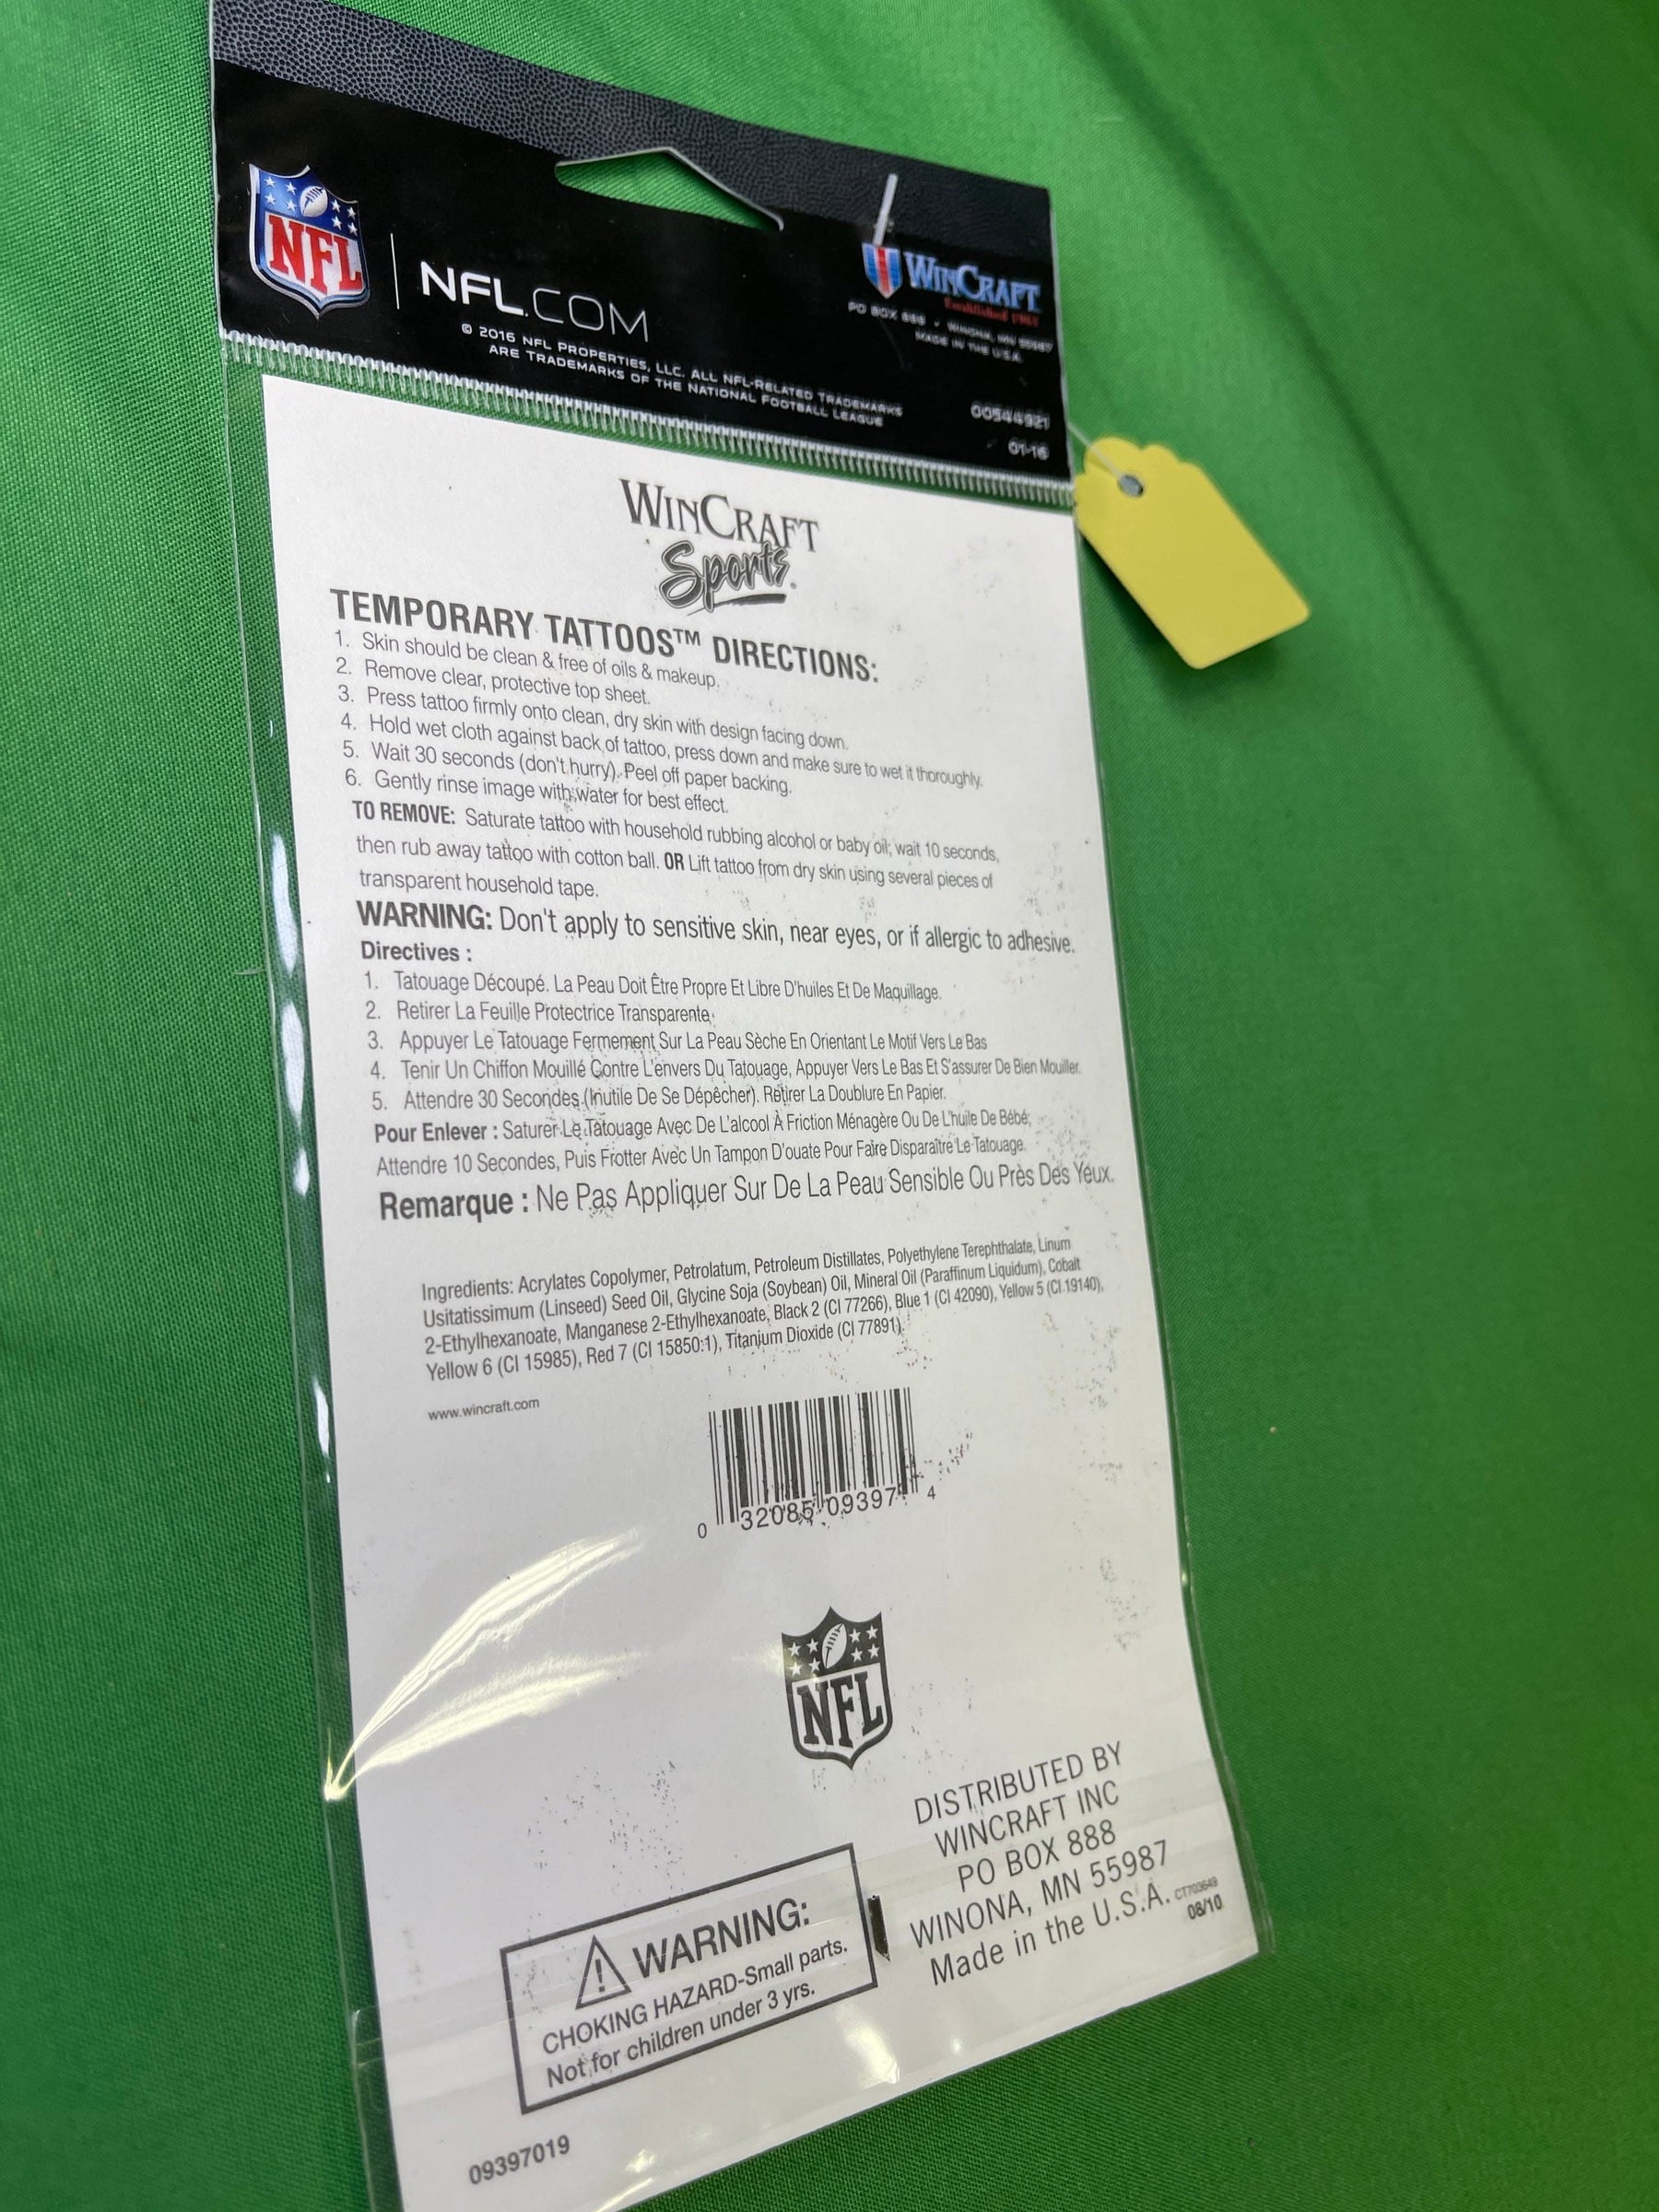 NFL
NFL.COM
© 2016 NFL PROPERTIES, LLC. ALL NFL-RELATED TRADEMARKS
ARE TRADEMARKS OF THE NATIONAL FOOTBALL LEAGUE
WINCRAFT
Established 1961
PO BOX 888 • WINONA, MN 55987
MADE IN THE U.S.A.
00544921
01-16
WINCRAFT
Sports
TEMPORARY TATTOOS™ DIRECTIONS:
1. Skin should be clean & free of oils & makeup.
2. Remove clear, protective top sheet.
3. Press tattoo firmly onto clean, dry skin with design facing down.
4. Hold wet cloth against back of tattoo, press down and make sure to wet it thoroughly.
5. Wait 30 seconds (don't hurry). Peel off paper backing.
6. Gently rinse image with water for best effect.
TO REMOVE: Saturate tattoo with household rubbing alcohol or baby oil; wait 10 seconds,
then rub away tattoo with cotton ball. OR Lift tattoo from dry skin using several pieces of
transparent household tape.
WARNING: Don't apply to sensitive skin, near eyes, or if allergic to adhesive.
Directives :
1. Tatouage Découpé. La Peau Doit Être Propre Et Libre D'huiles Et De Maquillage.
2. Retirer La Feuille Protectrice Transparente.
3. Appuyer Le Tatouage Fermement Sur La Peau Sèche En Orientant Le Motif Vers Le Bas
4. Tenir Un Chiffon Mouillé Contre L'envers Du Tatouage, Appuyer Vers Le Bas Et S'assurer De Bien Mouiller.
5. Attendre 30 Secondes (Inutile De Se Dépêcher). Retirer La Doublure En Papier.
Pour Enlever : Saturer Le Tatouage Avec De L'alcool À Friction Ménagère Ou De L'huile De Bébé;
Attendre 10 Secondes, Puis Frotter Avec Un Tampon D'ouate Pour Faire Disparaître Le Tatouage.
Remarque : Ne Pas Appliquer Sur De La Peau Sensible Ou Près Des Yeux.
Ingredients: Acrylates Copolymer, Petrolatum, Petroleum Distillates, Polyethylene Terephthalate, Linum
Usitatissimum (Linseed) Seed Oil, Glycine Soja (Soybean) Oil, Mineral Oil (Paraffinum Liquidum), Cobalt
2-Ethylhexanoate, Manganese 2-Ethylhexanoate, Black 2 (CI 77266), Blue 1 (CI 42090), Yellow 5 (CI 19140),
Yellow 6 (CI 15985), Red 7 (CI 15850:1), Titanium Dioxide (CI 77891).
www.wincraft.com
0 32085 09397 4
NFL
DISTRIBUTED BY
WINCRAFT INC
PO BOX 888
WINONA, MN 55987
Made in the U.S.A.
CT703649
08/10
WARNING:
CHOKING HAZARD-Small parts.
Not for children under 3 yrs.
09397019